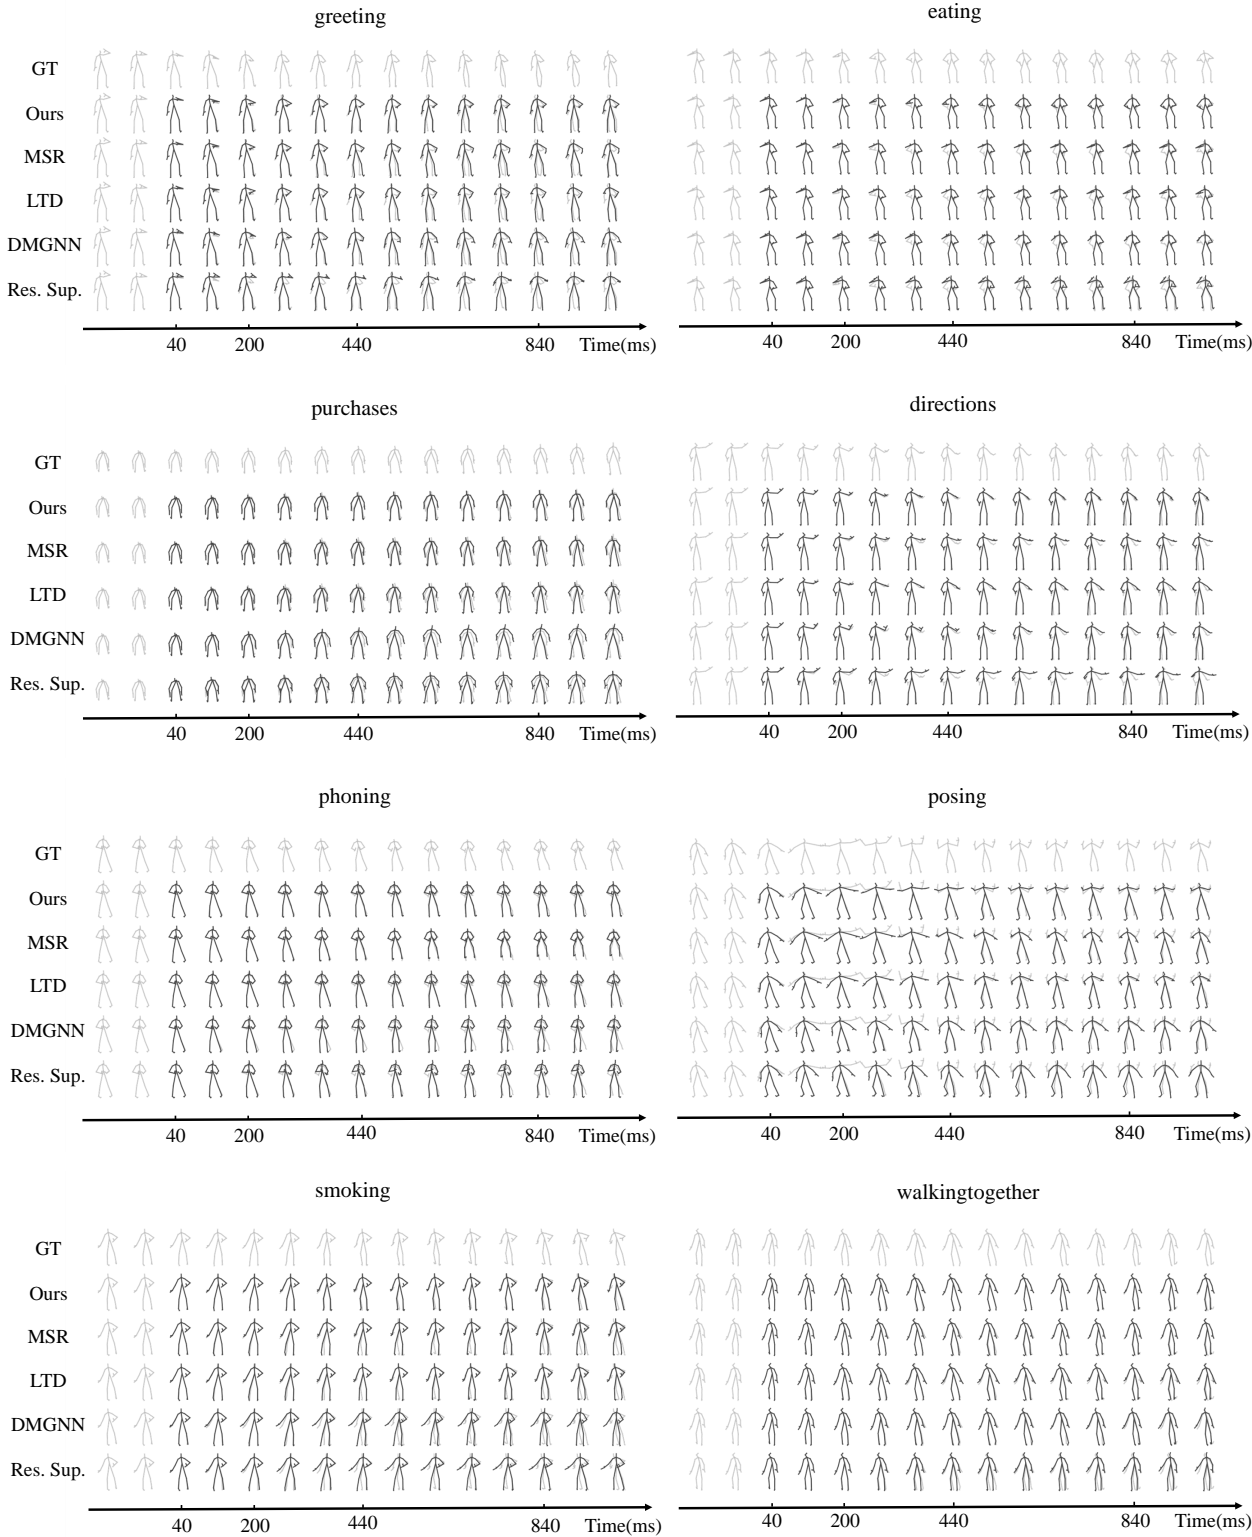 greeting
GT
Ours
MSR
LTD
DMGNN
Res. Sup.
40 200 440 840 Time(ms)
eating
40 200 440 840 Time(ms)
purchases
GT
Ours
MSR
LTD
DMGNN
Res. Sup.
40 200 440 840 Time(ms)
directions
40 200 440 840 Time(ms)
phoning
GT
Ours
MSR
LTD
DMGNN
Res. Sup.
40 200 440 840 Time(ms)
posing
40 200 440 840 Time(ms)
smoking
GT
Ours
MSR
LTD
DMGNN
Res. Sup.
40 200 440 840 Time(ms)
walkingtogether
40 200 440 840 Time(ms)